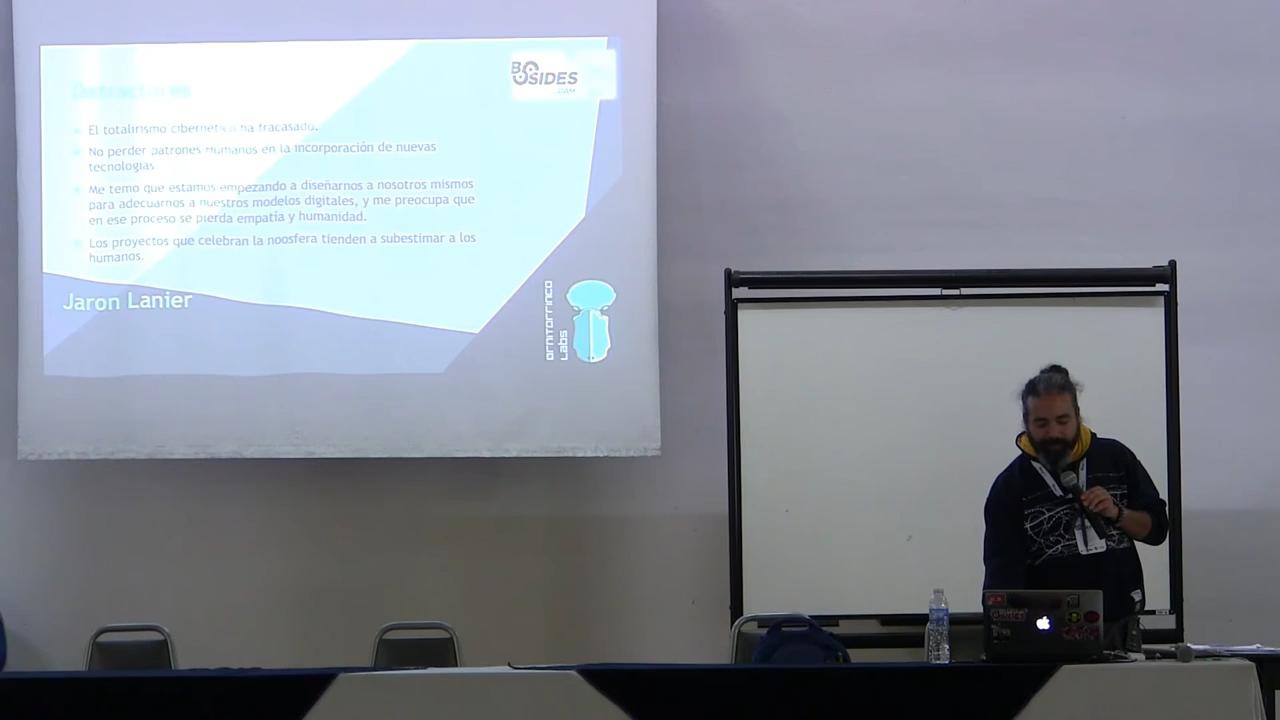 Detractores
El totalirismo cibernético ha fracasado.
No perder patrones humanos en la incorporación de nuevas
tecnologías
Me temo que estamos empezando a diseñarnos a nosotros mismos
para adecuarnos a nuestros modelos digitales, y me preocupa que
en ese proceso se pierda empatía y humanidad.
Los proyectos que celebran la noosfera tienden a subestimar a los
humanos.
Jaron Lanier
BSIDES
ORNITORRINCO
Labs